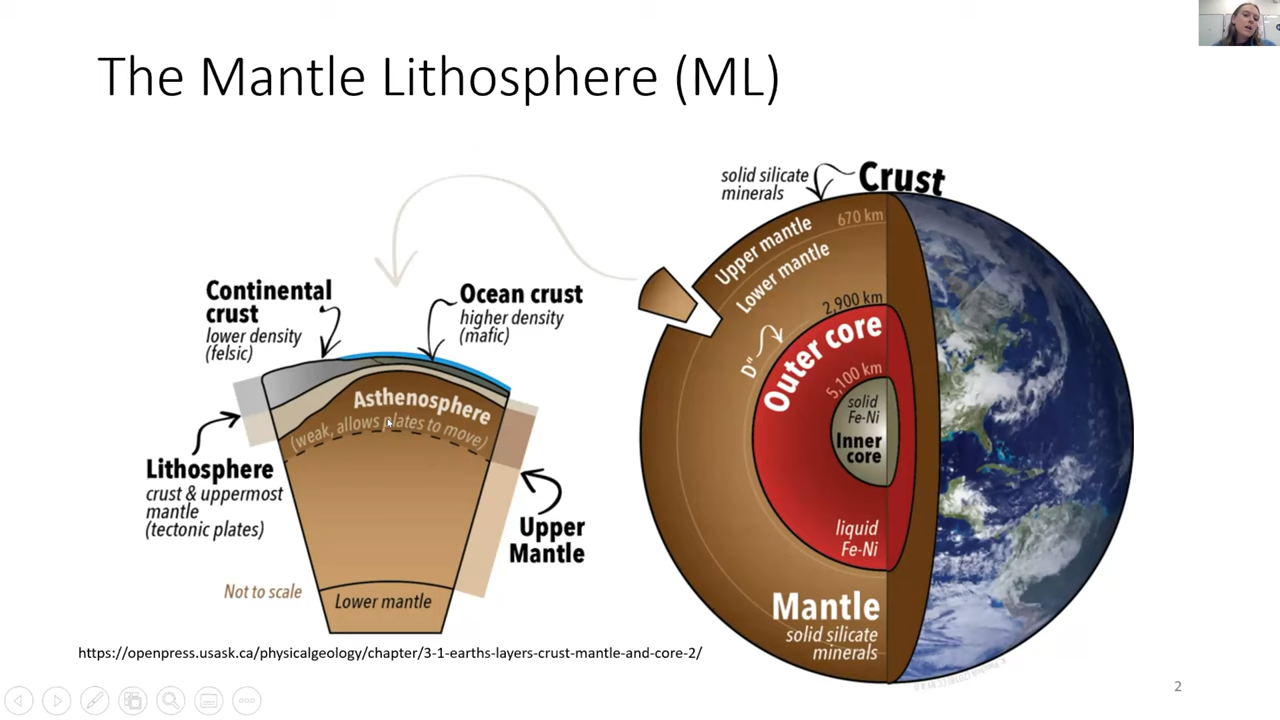 The Mantle Lithosphere (ML)
solid silicate
minerals
Crust
Upper mantle
670 km
Lower mantle
2,900 km
D"
Outer core
5,100 km
solid
Fe-Ni
Inner
core
liquid
Fe-Ni
Mantle
solid silicate
minerals
Continental
crust
lower density
(felsic)
Ocean crust
higher density
(mafic)
Asthenosphere
(weak, allows plates to move)
Lithosphere
crust & uppermost
mantle
(tectonic plates)
Upper
Mantle
Not to scale
Lower mantle
https://openpress.usask.ca/physicalgeology/chapter/3-1-earths-layers-crust-mantle-and-core-2/
2